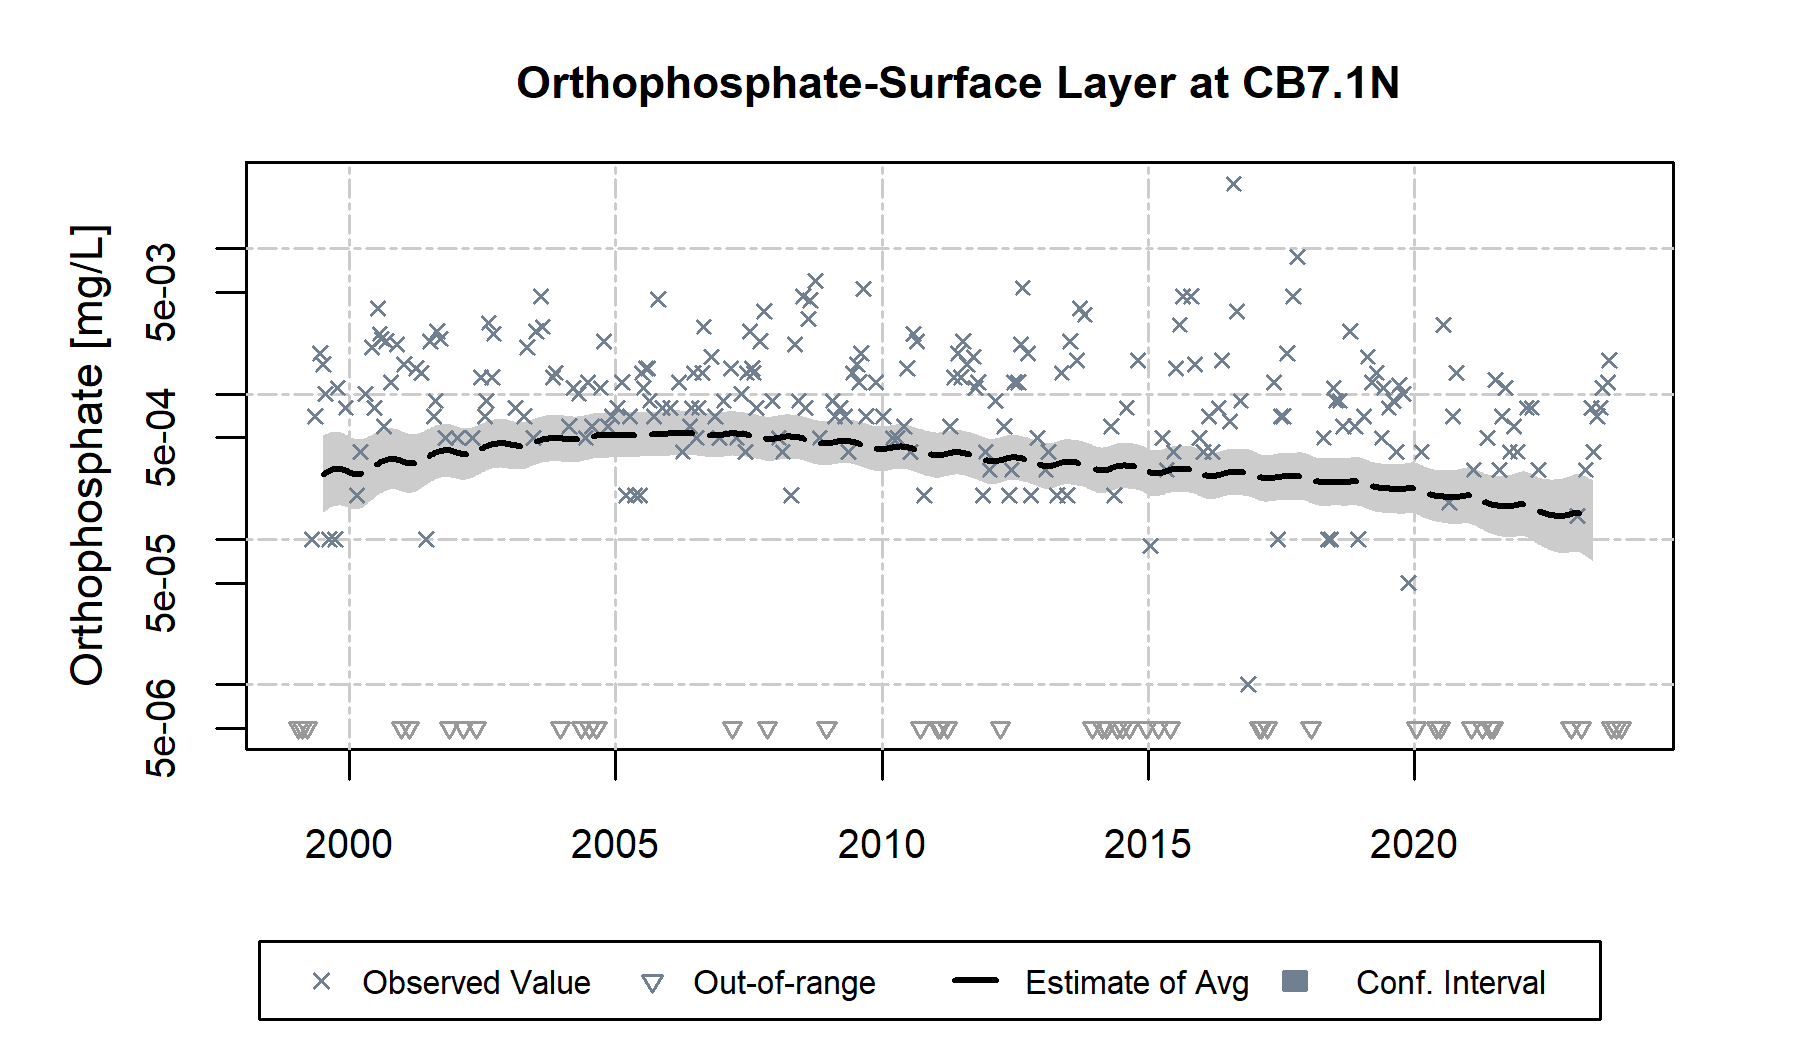 Orthophosphate-Surface Layer at CB7.1N
Orthophosphate [mg/L]
5e-03
5e-04
5e-05
5e-06
2000 2005 2010 2015 2020
Observed Value Out-of-range Estimate of Avg Conf. Interval